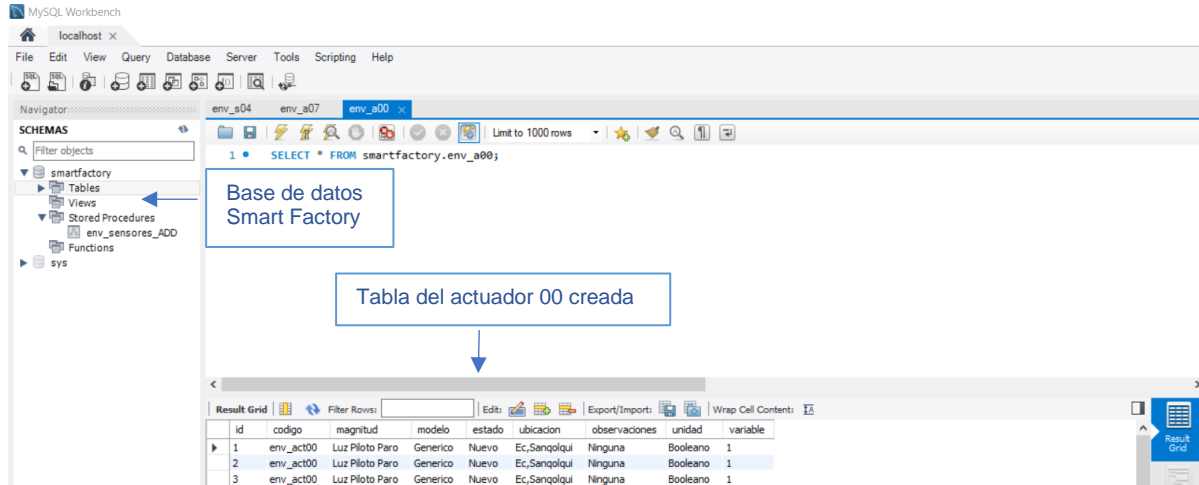 MySQL Workbench
localhost ×
File Edit View Query Database Server Tools Scripting Help
Navigator
env_s04 env_a07 env_a00 ×
SCHEMAS
Limit to 1000 rows
Filter objects
1 SELECT * FROM smartfactory.env_a00;
smartfactory
Tables
Views
Stored Procedures
env_sensores_ADD
Functions
sys
Base de datos
Smart Factory
Tabla del actuador 00 creada
Result Grid Filter Rows: Edit: Export/Import: Wrap Cell Content:
id codigo magnitud modelo estado ubicacion observaciones unidad variable
1 env_act00 Luz Piloto Paro Generico Nuevo Ec,Sangolqui Ninguna Booleano 1
2 env_act00 Luz Piloto Paro Generico Nuevo Ec,Sangolqui Ninguna Booleano 1
3 env_act00 Luz Piloto Paro Generico Nuevo Ec,Sangolqui Ninguna Booleano 1
Result
Grid